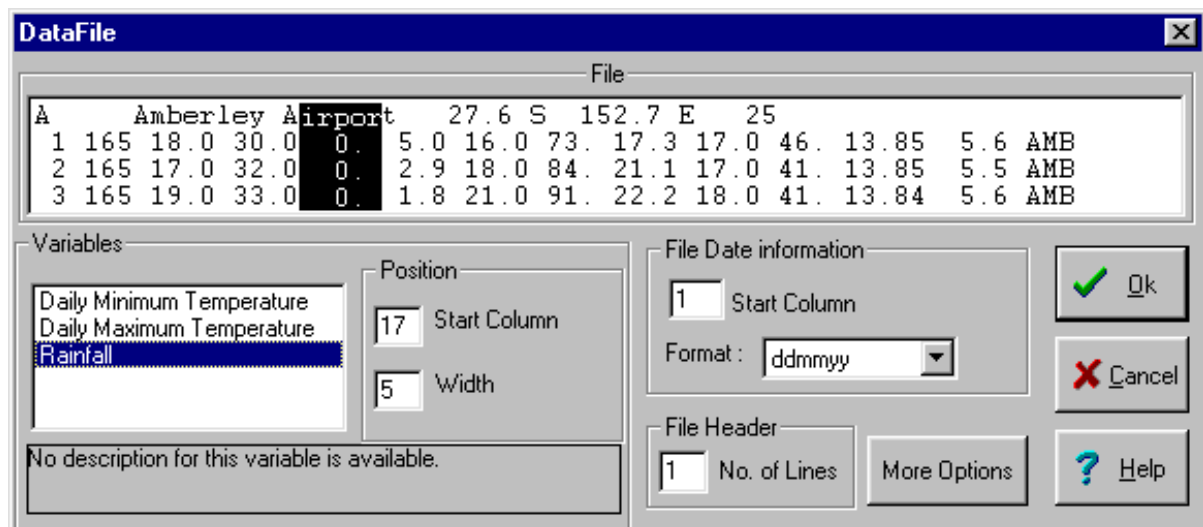 DataFile
File
A     Amberley Airport   27.6 S  152.7 E   25
 1 165 18.0 30.0  0.  5.0 16.0 73.  17.3 17.0 46.  13.85   5.6 AMB
 2 165 17.0 32.0  0.  2.9 18.0 84.  21.1 17.0 41.  13.85   5.5 AMB
 3 165 19.0 33.0  0.  1.8 21.0 91.  22.2 18.0 41.  13.84   5.6 AMB
Variables
Daily Minimum Temperature
Daily Maximum Temperature
Rainfall
Position
17 Start Column
5 Width
No description for this variable is available.
File Date information
1 Start Column
Format : ddmmyy
File Header
1 No. of Lines
More Options
Ok
Cancel
Help